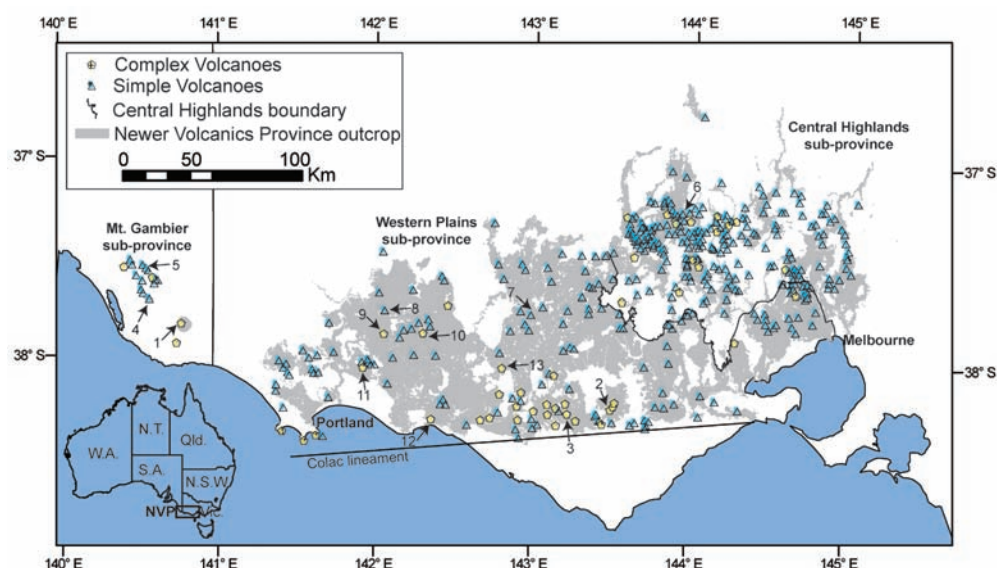 140° E
141° E
142° E
143° E
144° E
145° E
Complex Volcanoes
Simple Volcanoes
Central Highlands boundary
Newer Volcanics Province outcrop
0 50 100
Km
37° S
37° S
Central Highlands
sub-province
6
Western Plains
sub-province
Mt. Gambier
sub-province
5
4
1
7
8
9
10
11
13
2
12
3
38° S
38° S
Melbourne
Portland
Colac lineament
W.A.
N.T.
Qld.
S.A.
N.S.W.
NVP
Vic.
140° E
141° E
142° E
143° E
144° E
145° E